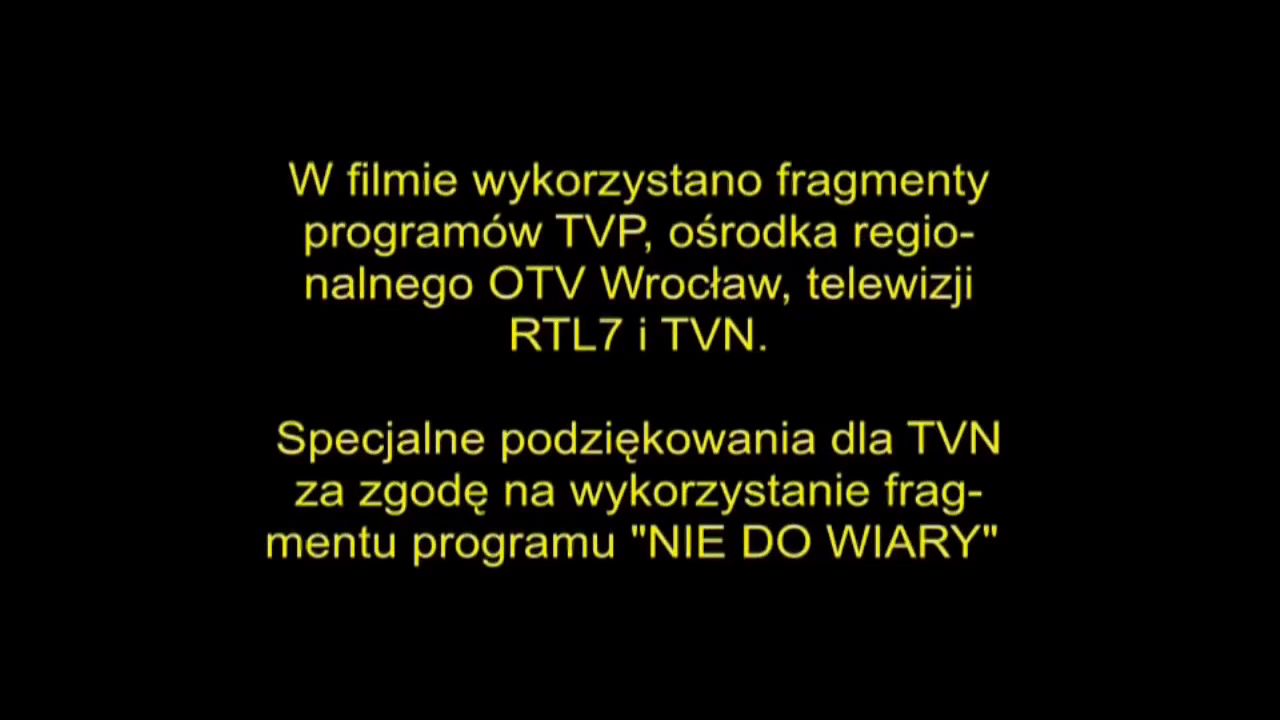 W filmie wykorzystano fragmenty
programów TVP, ośrodka regio-
nalnego OTV Wrocław, telewizji
RTL7 i TVN.
Specjalne podziękowania dla TVN
za zgodę na wykorzystanie frag-
mentu programu "NIE DO WIARY"